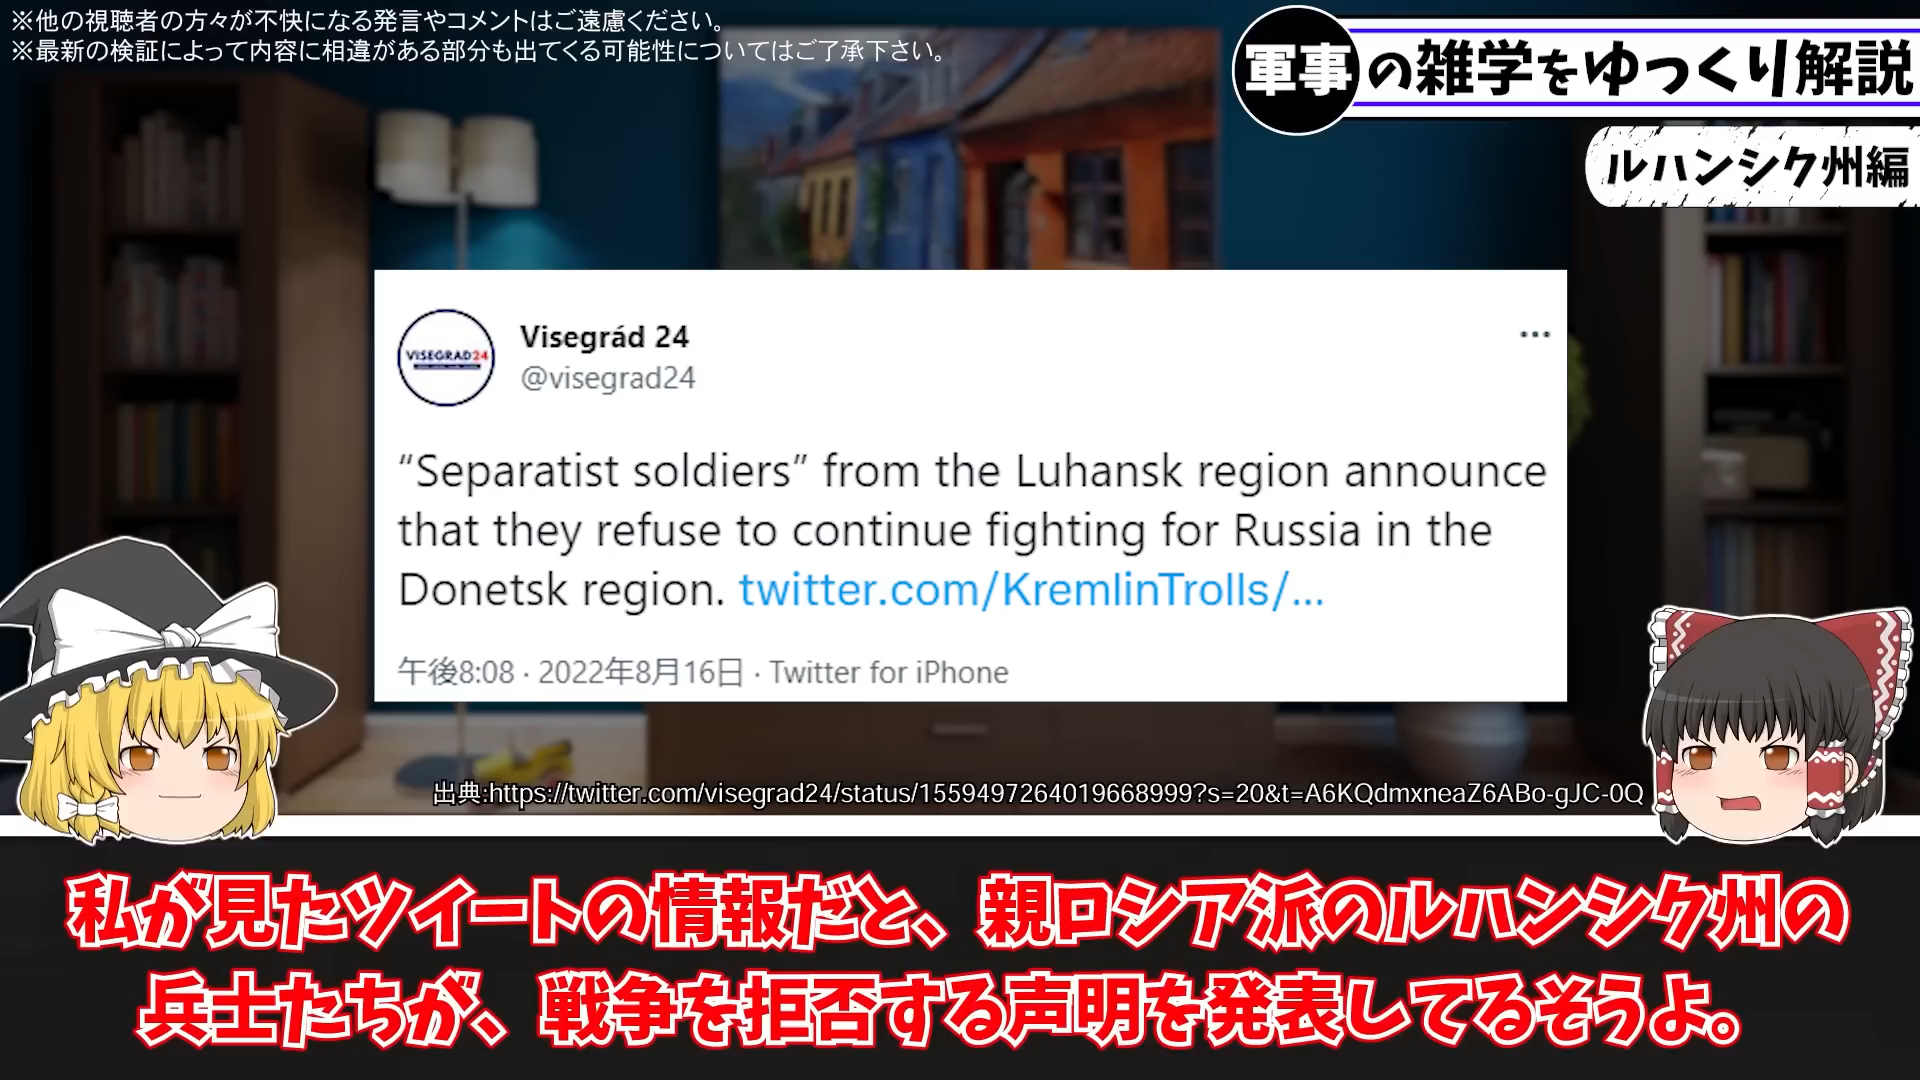 ※他の視聴者の方々が不快になる発言やコメントはご遠慮ください。
※最新の検証によって内容に相違がある部分も出てくる可能性についてはご了承下さい。
軍事の雑学をゆっくり解説
ルハンシク州編
VISEGRAD24
Visegrád 24
@visegrad24
“Separatist soldiers” from the Luhansk region announce
that they refuse to continue fighting for Russia in the
Donetsk region. twitter.com/KremlinTrolls/...
午後8:08 · 2022年8月16日 · Twitter for iPhone
出典:https://twitter.com/visegrad24/status/1559497264019668999?s=20&t=A6KQdmxneaZ6ABo-gJC-0Q
私が見たツイートの情報だと、親ロシア派のルハンシク州の
兵士たちが、戦争を拒否する声明を発表してるそうよ。